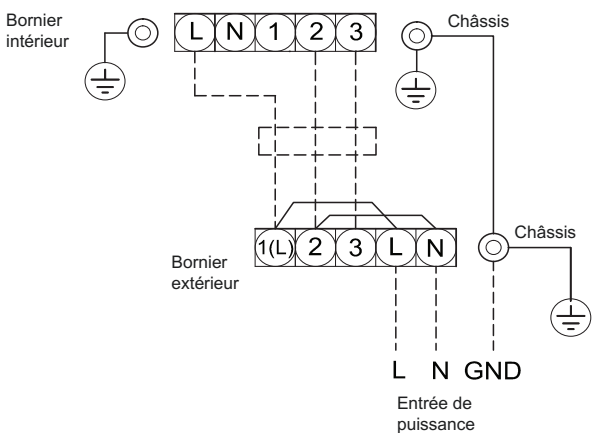 Bornier
intérieur
L N 1 2 3
Châssis
1(L) 2 3 L N
Châssis
Bornier
extérieur
L N GND
Entrée de
puissance